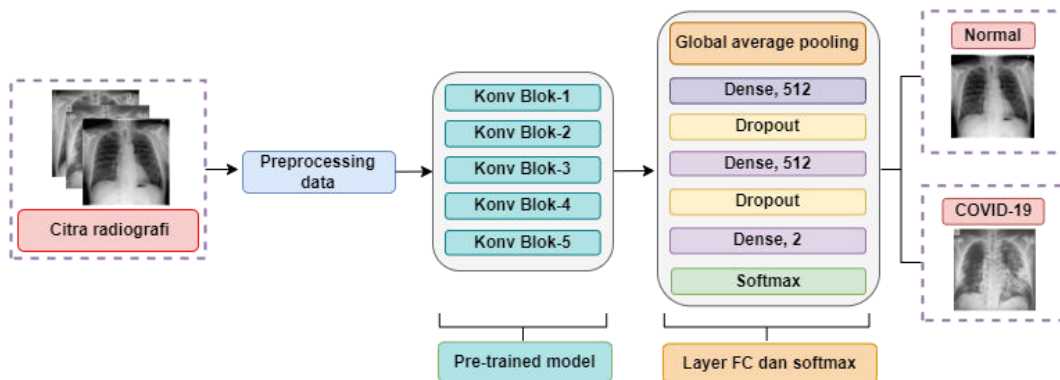 Citra radiografi
Preprocessing
data
Konv Blok-1
Konv Blok-2
Konv Blok-3
Konv Blok-4
Konv Blok-5
Pre-trained model
Global average pooling
Dense, 512
Dropout
Dense, 512
Dropout
Dense, 2
Softmax
Layer FC dan softmax
Normal
COVID-19